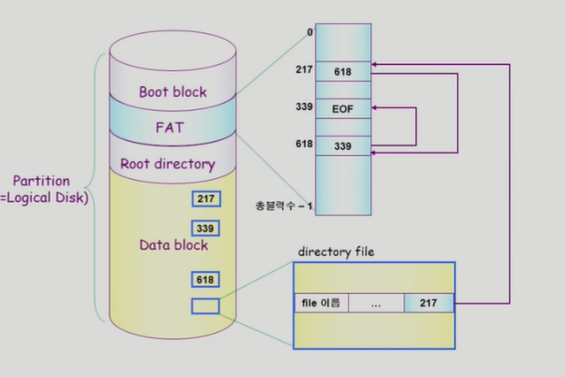 Boot block
FAT
Root directory
Partition
=Logical Disk)
217
339
Data block
618
0
217
618
339
EOF
618
339
총블럭수 – 1
directory file
file 이름
...
217